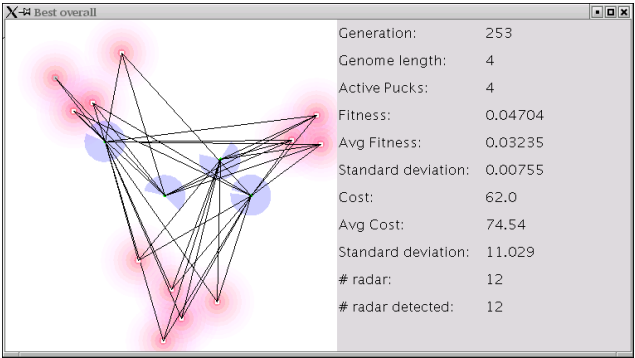 Best overall
Generation: 253
Genome length: 4
Active Pucks: 4
Fitness: 0.04704
Avg Fitness: 0.03235
Standard deviation: 0.00755
Cost: 62.0
Avg Cost: 74.54
Standard deviation: 11.029
# radar: 12
# radar detected: 12